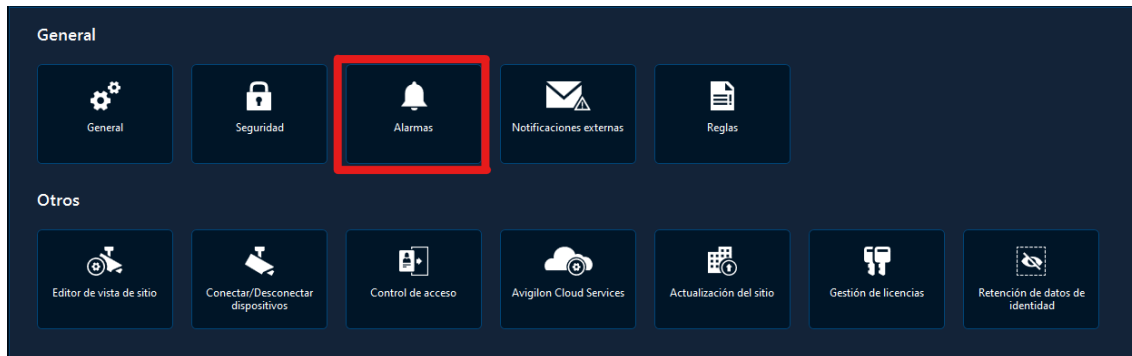 General
General
Seguridad
Alarmas
Notificaciones externas
Reglas
Otros
Editor de vista de sitio
Conectar/Desconectar
dispositivos
Control de acceso
Avigilon Cloud Services
Actualización del sitio
Gestión de licencias
Retención de datos de
identidad